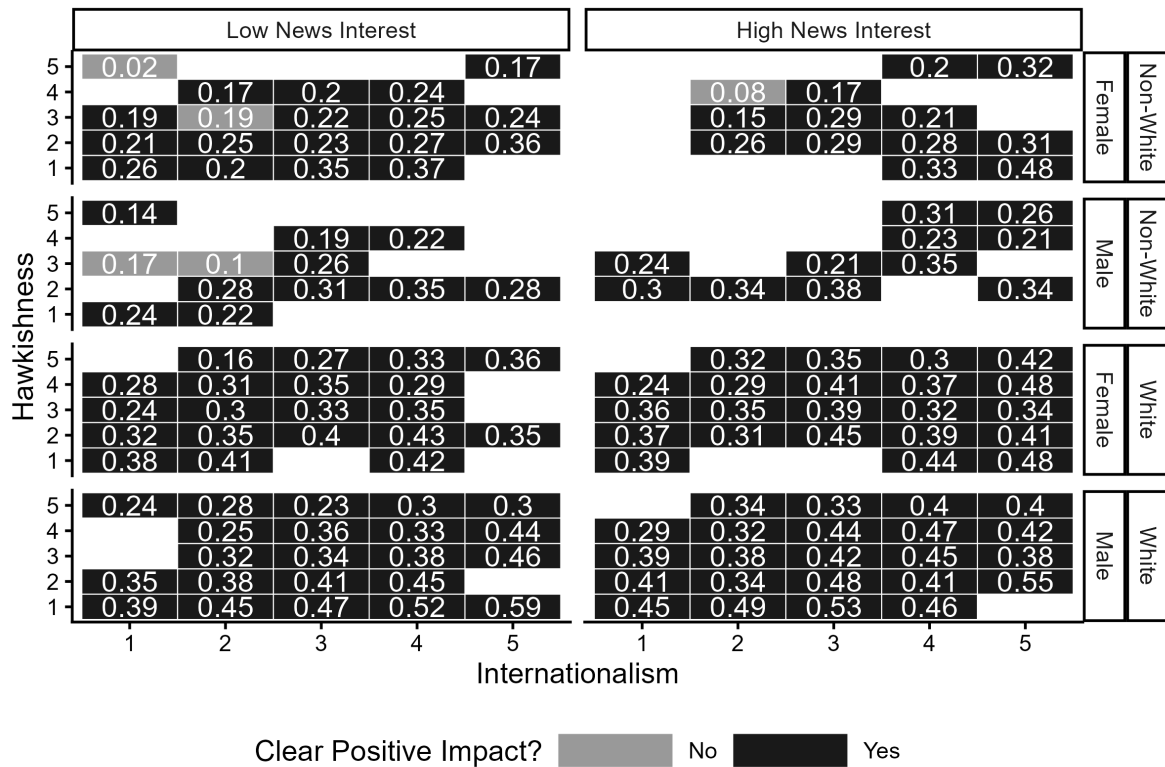 Low News Interest High News Interest
5 0.02 0.17 0.2 0.32
4 0.17 0.2 0.24 0.08 0.17
3 0.19 0.19 0.22 0.25 0.24 0.15 0.29 0.21
2 0.21 0.25 0.23 0.27 0.36 0.26 0.29 0.28 0.31
1 0.26 0.2 0.35 0.37 0.33 0.48
Female Non-White
5 0.14 0.31 0.26
4 0.19 0.22 0.23 0.21
3 0.17 0.1 0.26 0.24 0.21 0.35
2 0.28 0.31 0.35 0.28 0.3 0.34 0.38 0.34
1 0.24 0.22
Male Non-White
Hawkishness
5 0.16 0.27 0.33 0.36 0.32 0.35 0.3 0.42
4 0.28 0.31 0.35 0.29 0.24 0.29 0.41 0.37 0.48
3 0.24 0.3 0.33 0.35 0.36 0.35 0.39 0.32 0.34
2 0.32 0.35 0.4 0.43 0.35 0.37 0.31 0.45 0.39 0.41
1 0.38 0.41 0.42 0.39 0.44 0.48
Female White
5 0.24 0.28 0.23 0.3 0.3 0.34 0.33 0.4 0.4
4 0.25 0.36 0.33 0.44 0.29 0.32 0.44 0.47 0.42
3 0.32 0.34 0.38 0.46 0.39 0.38 0.42 0.45 0.38
2 0.35 0.38 0.41 0.45 0.41 0.34 0.48 0.41 0.55
1 0.39 0.45 0.47 0.52 0.59 0.45 0.49 0.53 0.46
Male White
1 2 3 4 5 1 2 3 4 5
Internationalism
Clear Positive Impact? No Yes